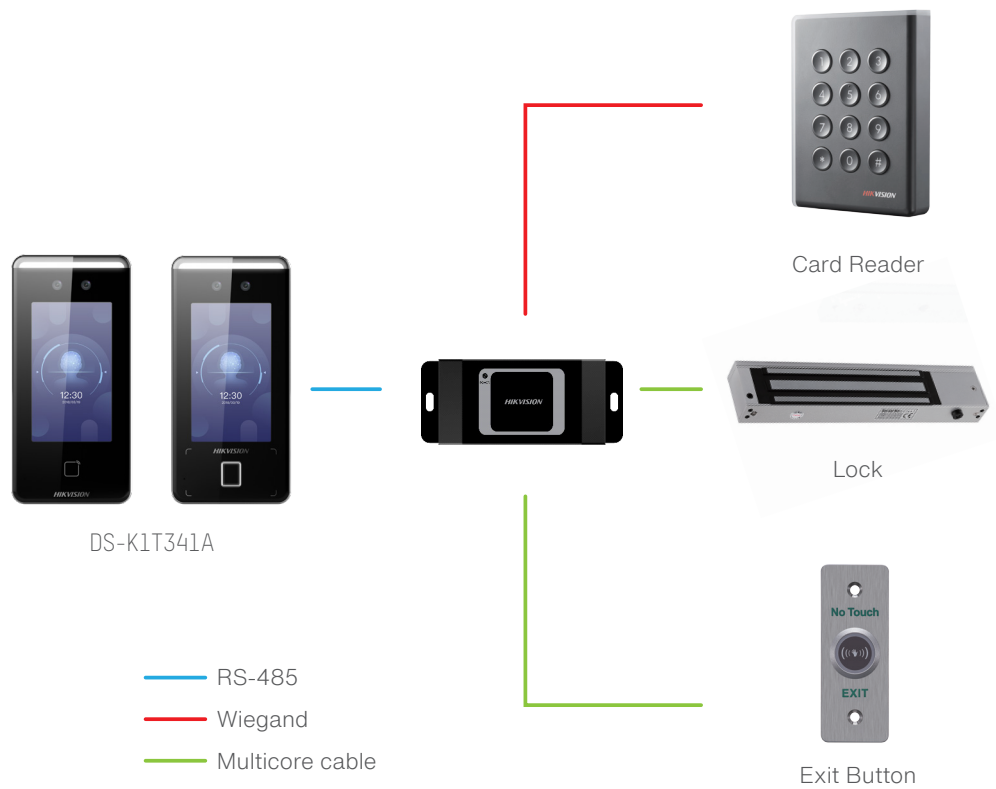 1 2 3
4 5 6
7 8 9
* 0 #
HIKVISION
Card Reader
12:30
12:30
HIKVISION
HIKVISION
HIKVISION
DS-K1T341A
Lock
No Touch
EXIT
Exit Button
RS-485
Wiegand
Multicore cable